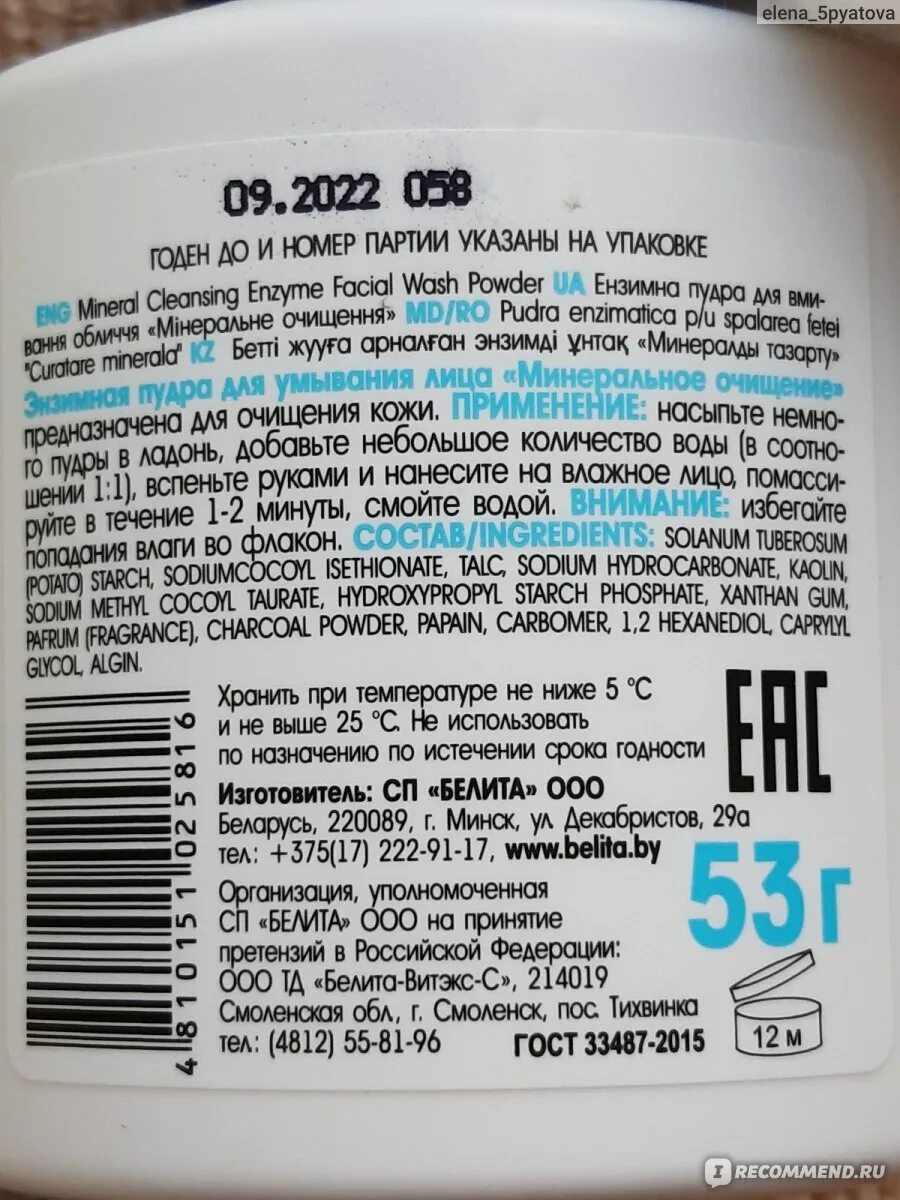 elena_5pyatova
09.2022 058
ГОДЕН ДО И НОМЕР ПАРТИИ УКАЗАНЫ НА УПАКОВКЕ
ENG Mineral Cleansing Enzyme Facial Wash Powder UA Ензимна пудра для вми-
вання обличчя «Мінеральне очищення» MD/RO Pudra enzimatica p/u spalarea fetei
"Curatare minerala" KZ Бетті жууға арналған энзимді ұнтақ «Минералды тазарту»
Энзимная пудра для умывания лица «Минеральное очищение»
предназначена для очищения кожи. ПРИМЕНЕНИЕ: насыпьте немно-
го пудры в ладонь, добавьте небольшое количество воды (в соотно-
шении 1:1), вспеньте руками и нанесите на влажное лицо, помасси-
руйте в течение 1-2 минуты, смойте водой. ВНИМАНИЕ: избегайте
попадания влаги во флакон. СОСТАВ/INGREDIENTS: SOLANUM TUBEROSUM
(POTATO) STARCH, SODIUMCOCOYL ISETHIONATE, TALC, SODIUM HYDROCARBONATE, KAOLIN,
SODIUM METHYL COCOYL TAURATE, HYDROXYPROPYL STARCH PHOSPHATE, XANTHAN GUM,
PAFRUM (FRAGRANCE), CHARCOAL POWDER, PAPAIN, CARBOMER, 1,2 HEXANEDIOL, CAPRYLYL
GLYCOL, ALGIN.
Хранить при температуре не ниже 5 °C
и не выше 25 °C. Не использовать
по назначению по истечении срока годности
EAC
Изготовитель: СП «БЕЛИТА» ООО
Беларусь, 220089, г. Минск, ул Декабристов, 29а
тел: +375(17) 222-91-17, www.belita.by
53 г
Организация, уполномоченная
СП «БЕЛИТА» ООО на принятие
претензий в Российской Федерации:
ООО ТД «Белита-Витэкс-С», 214019
Смоленская обл, г. Смоленск, пос. Тихвинка
тел: (4812) 55-81-96
ГОСТ 33487-2015
12 м
4 810151 025816
IRECOMMEND.RU